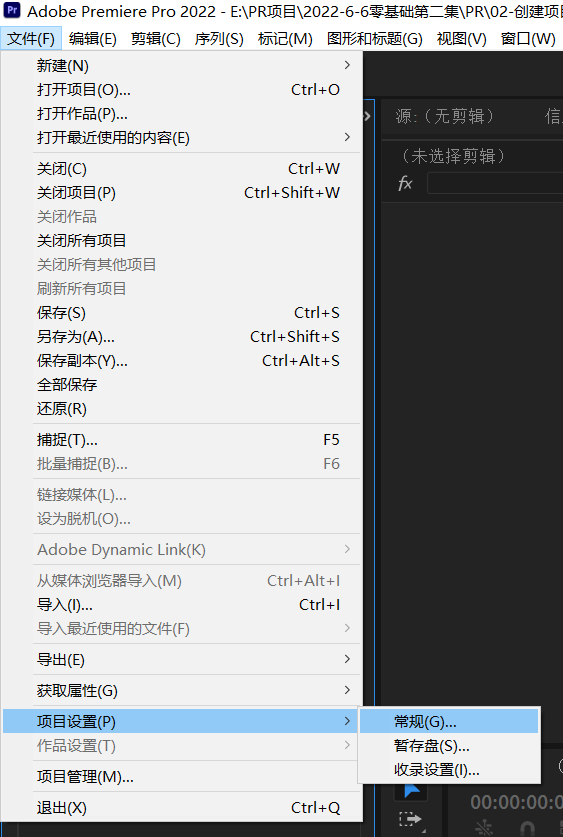 Pr Adobe Premiere Pro 2022 - E:\PR项目\2022-6-6零基础第二集\PR\02-创建项目
文件(F) 编辑(E) 剪辑(C) 序列(S) 标记(M) 图形和标题(G) 视图(V) 窗口(W)
新建(N)
打开项目(O)... Ctrl+O
打开作品(P)...
打开最近使用的内容(E)
关闭(C) Ctrl+W
关闭项目(P) Ctrl+Shift+W
关闭作品
关闭所有项目
关闭所有其他项目
刷新所有项目
保存(S) Ctrl+S
另存为(A)... Ctrl+Shift+S
保存副本(Y)... Ctrl+Alt+S
全部保存
还原(R)
捕捉(T)... F5
批量捕捉(B)... F6
链接媒体(L)...
设为脱机(O)...
Adobe Dynamic Link(K)
从媒体浏览器导入(M) Ctrl+Alt+I
导入(I)... Ctrl+I
导入最近使用的文件(F)
导出(E)
获取属性(G)
项目设置(P)
作品设置(T)
项目管理(M)...
退出(X) Ctrl+Q
常规(G)...
暂存盘(S)...
收录设置(I)...
源:（无剪辑）
（未选择剪辑）
fx
00:00:00:0